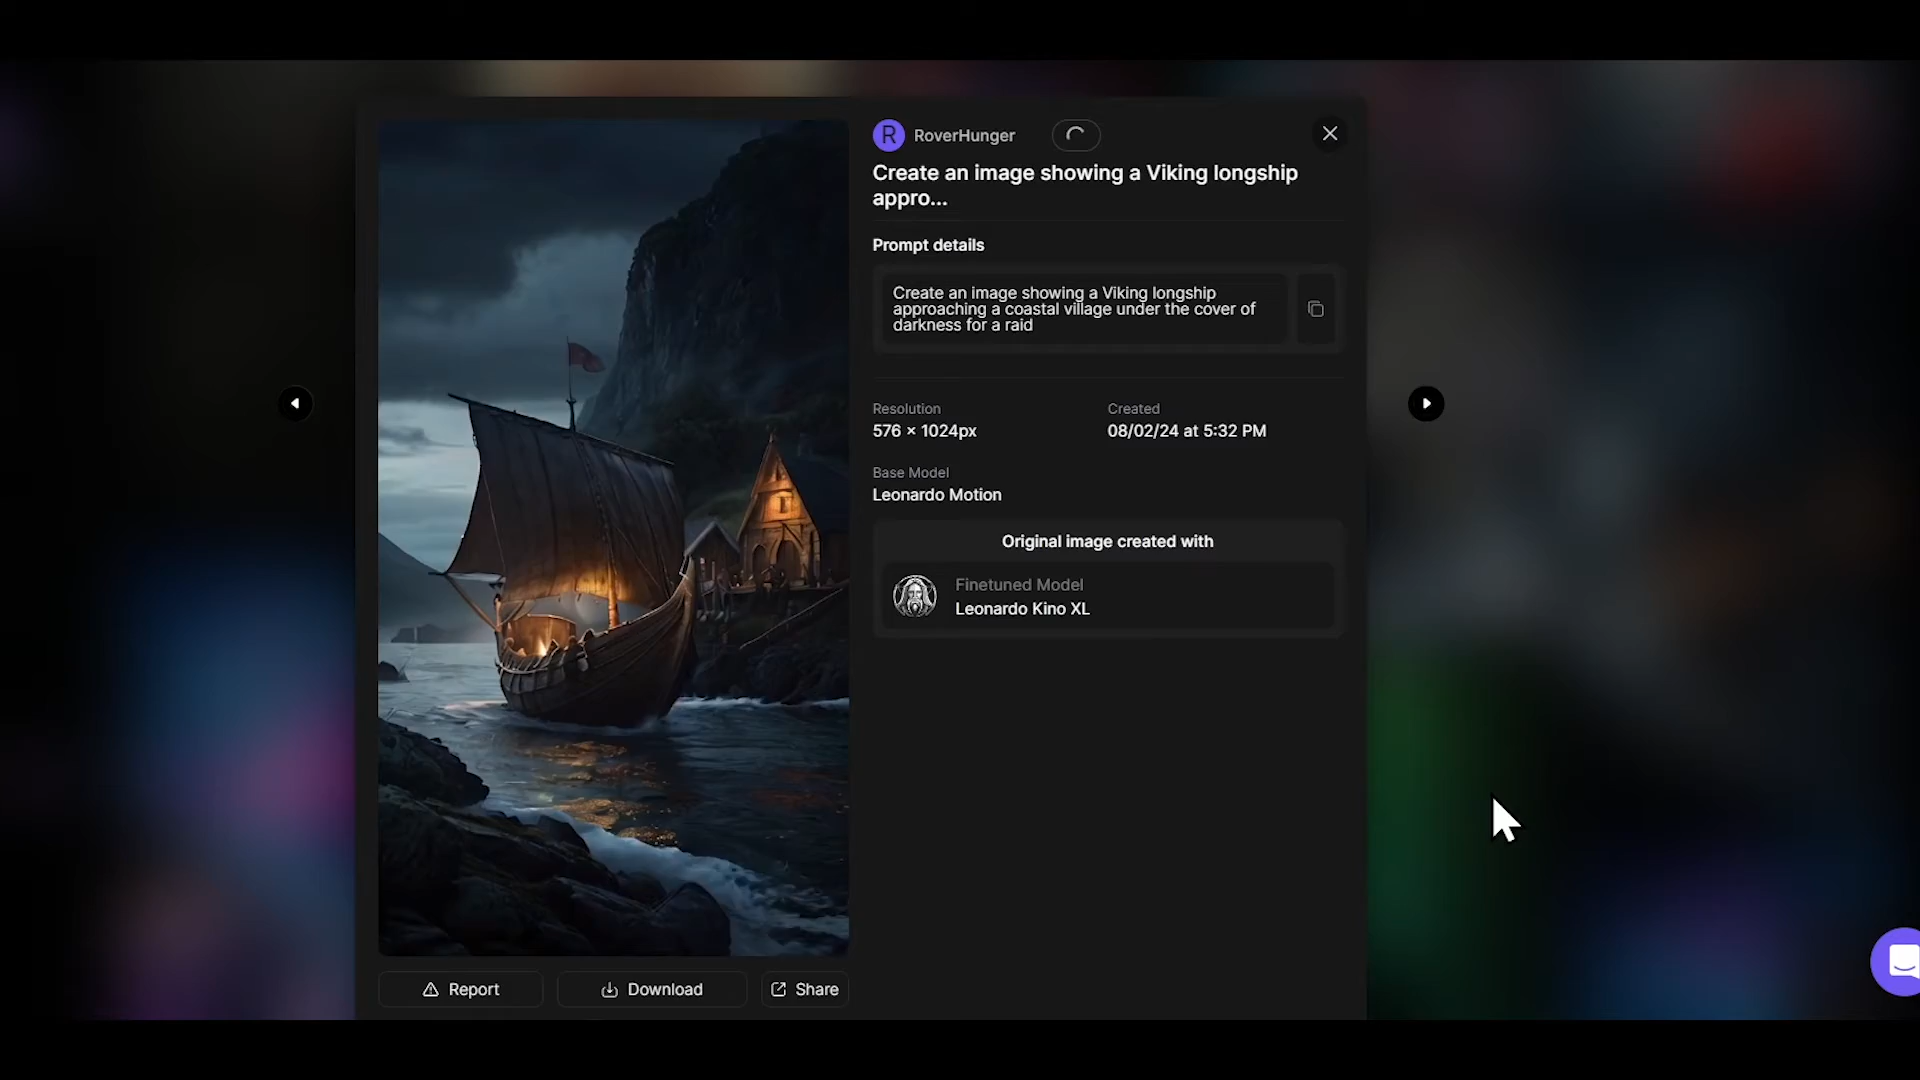 R RoverHunger
Create an image showing a Viking longship
appro...
Prompt details
Create an image showing a Viking longship
approaching a coastal village under the cover of
darkness for a raid
Resolution
576 × 1024px
Created
08/02/24 at 5:32 PM
Base Model
Leonardo Motion
Original image created with
Finetuned Model
Leonardo Kino XL
Report
Download
Share